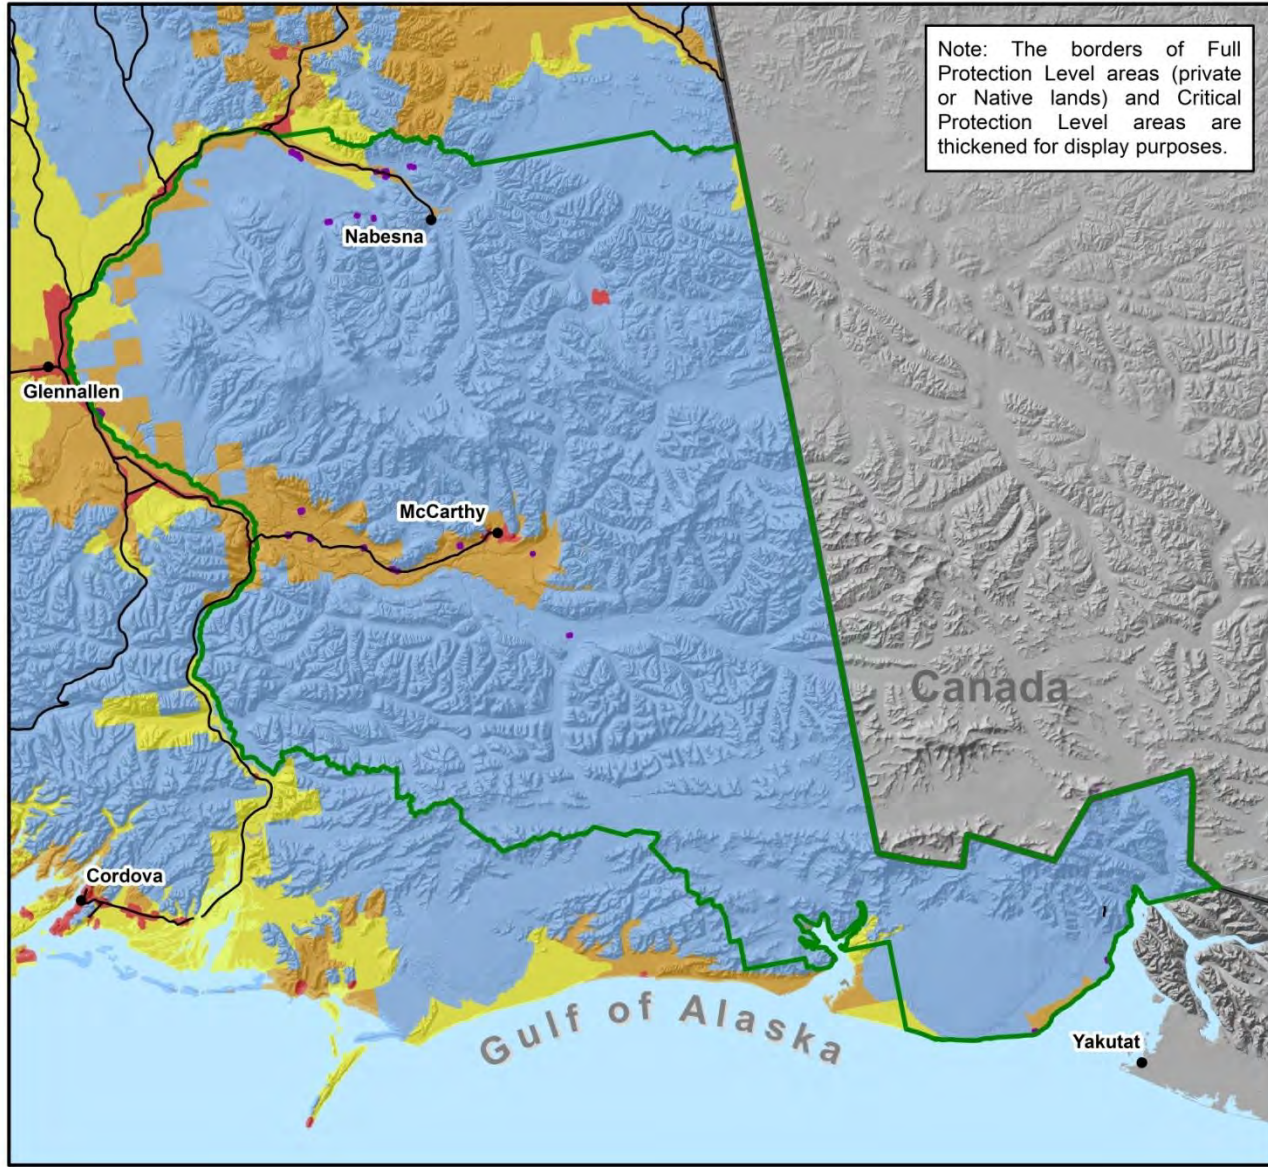 Note: The borders of Full
Protection Level areas (private
or Native lands) and Critical
Protection Level areas are
thickened for display purposes.
Nabesna
Glennallen
McCarthy
Canada
Cordova
Gulf of Alaska
Yakutat